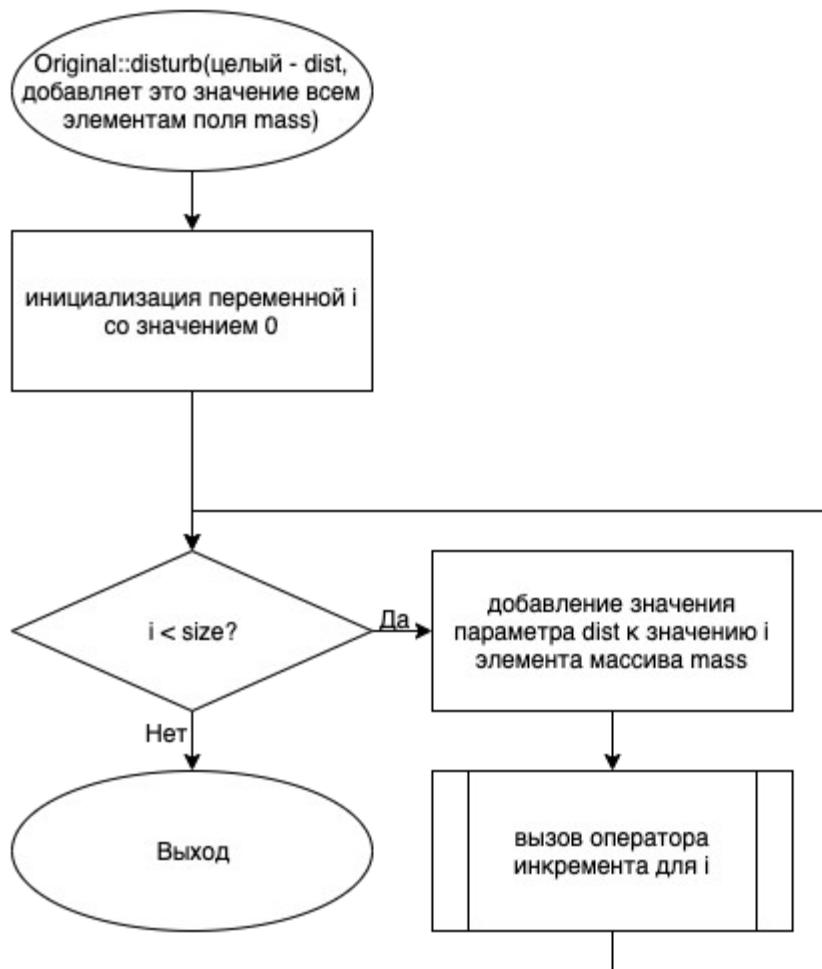 Original::disturb(целый - dist,
добавляет это значение всем
элементам поля mass)
инициализация переменной i
со значением 0
i < size?
Да
добавление значения
параметра dist к значению i
элемента массива mass
Нет
Выход
вызов оператора
инкремента для i